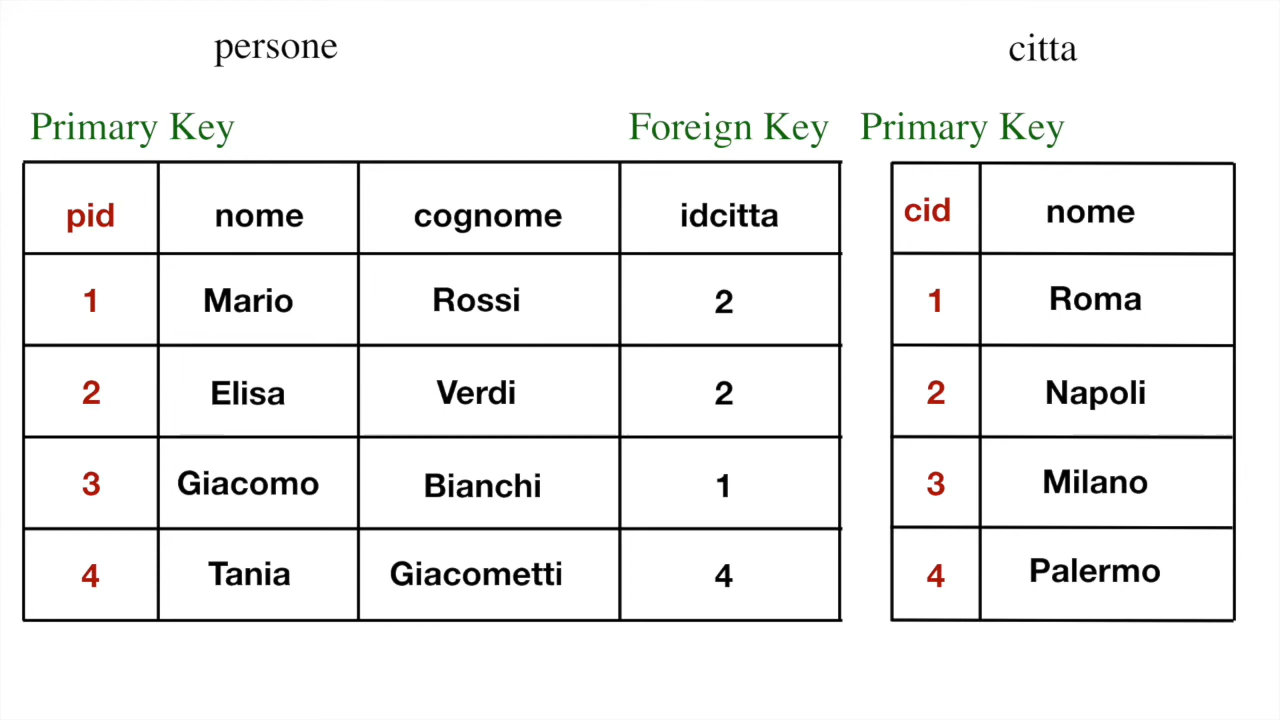 persone
citta
Primary Key
Foreign Key
Primary Key
pid nome cognome idcitta
1 Mario Rossi 2
2 Elisa Verdi 2
3 Giacomo Bianchi 1
4 Tania Giacometti 4
cid nome
1 Roma
2 Napoli
3 Milano
4 Palermo